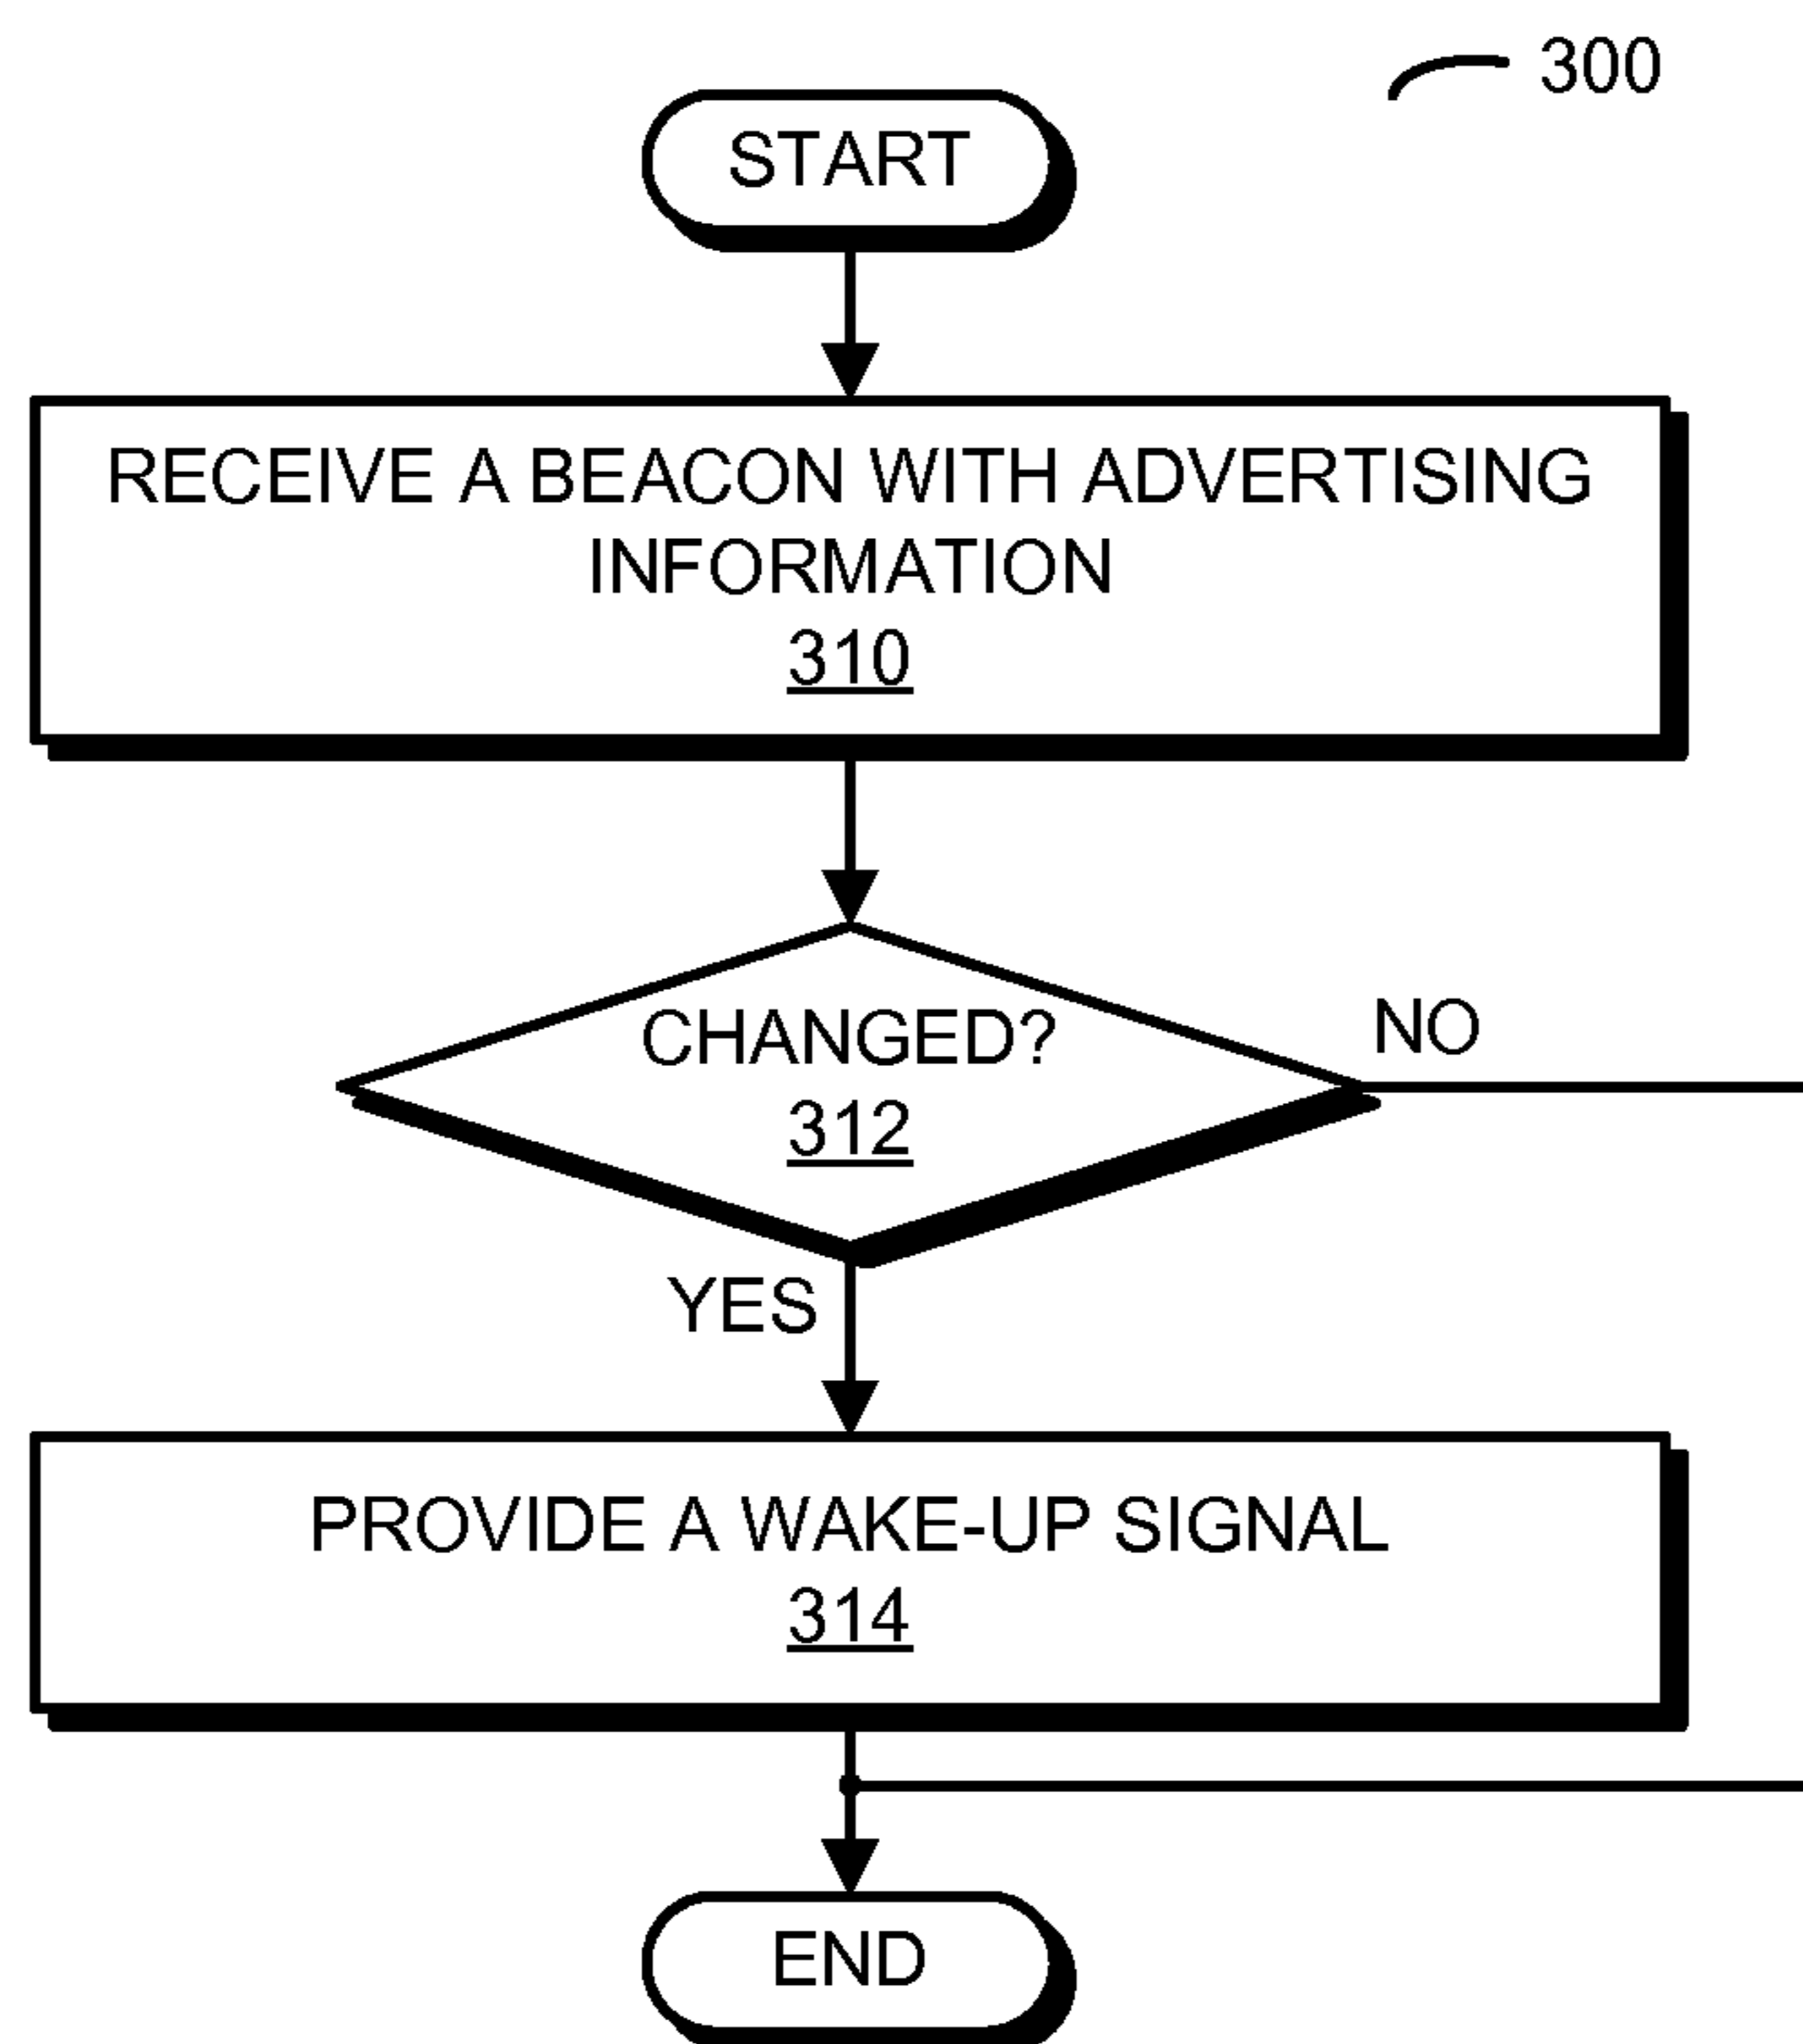 300
START
RECEIVE A BEACON WITH ADVERTISING
INFORMATION
310
CHANGED?
312
NO
YES
PROVIDE A WAKE-UP SIGNAL
314
END